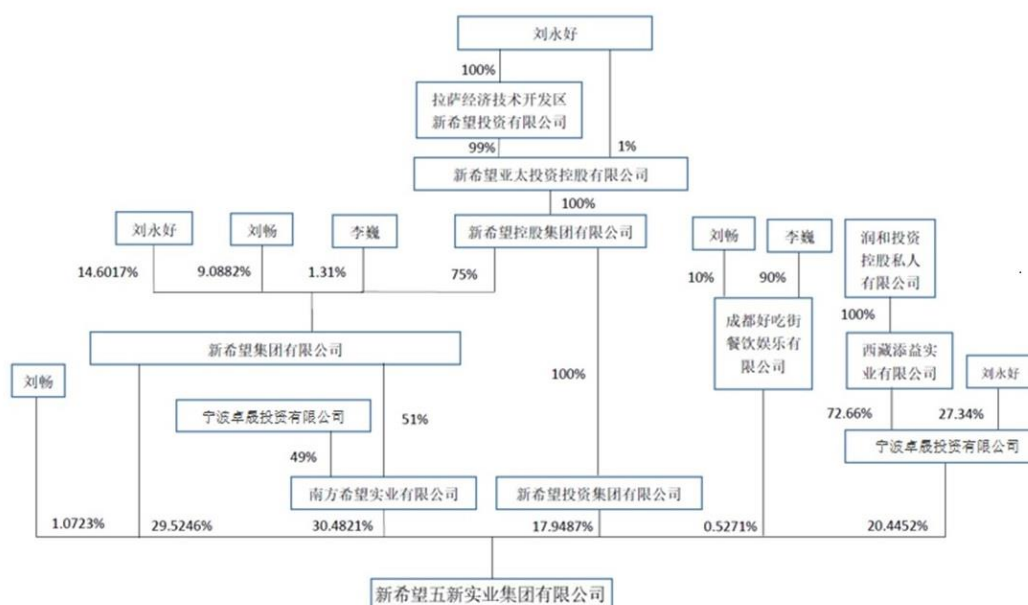 刘永好
100%
拉萨经济技术开发区
新希望投资有限公司
99%
1%
新希望亚太投资控股有限公司
100%
刘永好
刘畅
李巍
新希望控股集团有限公司
刘畅
李巍
润和投资
控股私人
有限公司
14.6017%
9.0882%
1.31%
75%
10%
90%
100%
新希望集团有限公司
成都好吃街
餐饮娱乐有
限公司
西藏添益实
业有限公司
刘畅
100%
刘永好
宁波卓晟投资有限公司
51%
72.66%
27.34%
49%
宁波卓晟投资有限公司
南方希望实业有限公司
新希望投资集团有限公司
1.0723%
29.5246%
30.4821%
17.9487%
0.5271%
20.4452%
新希望五新实业集团有限公司